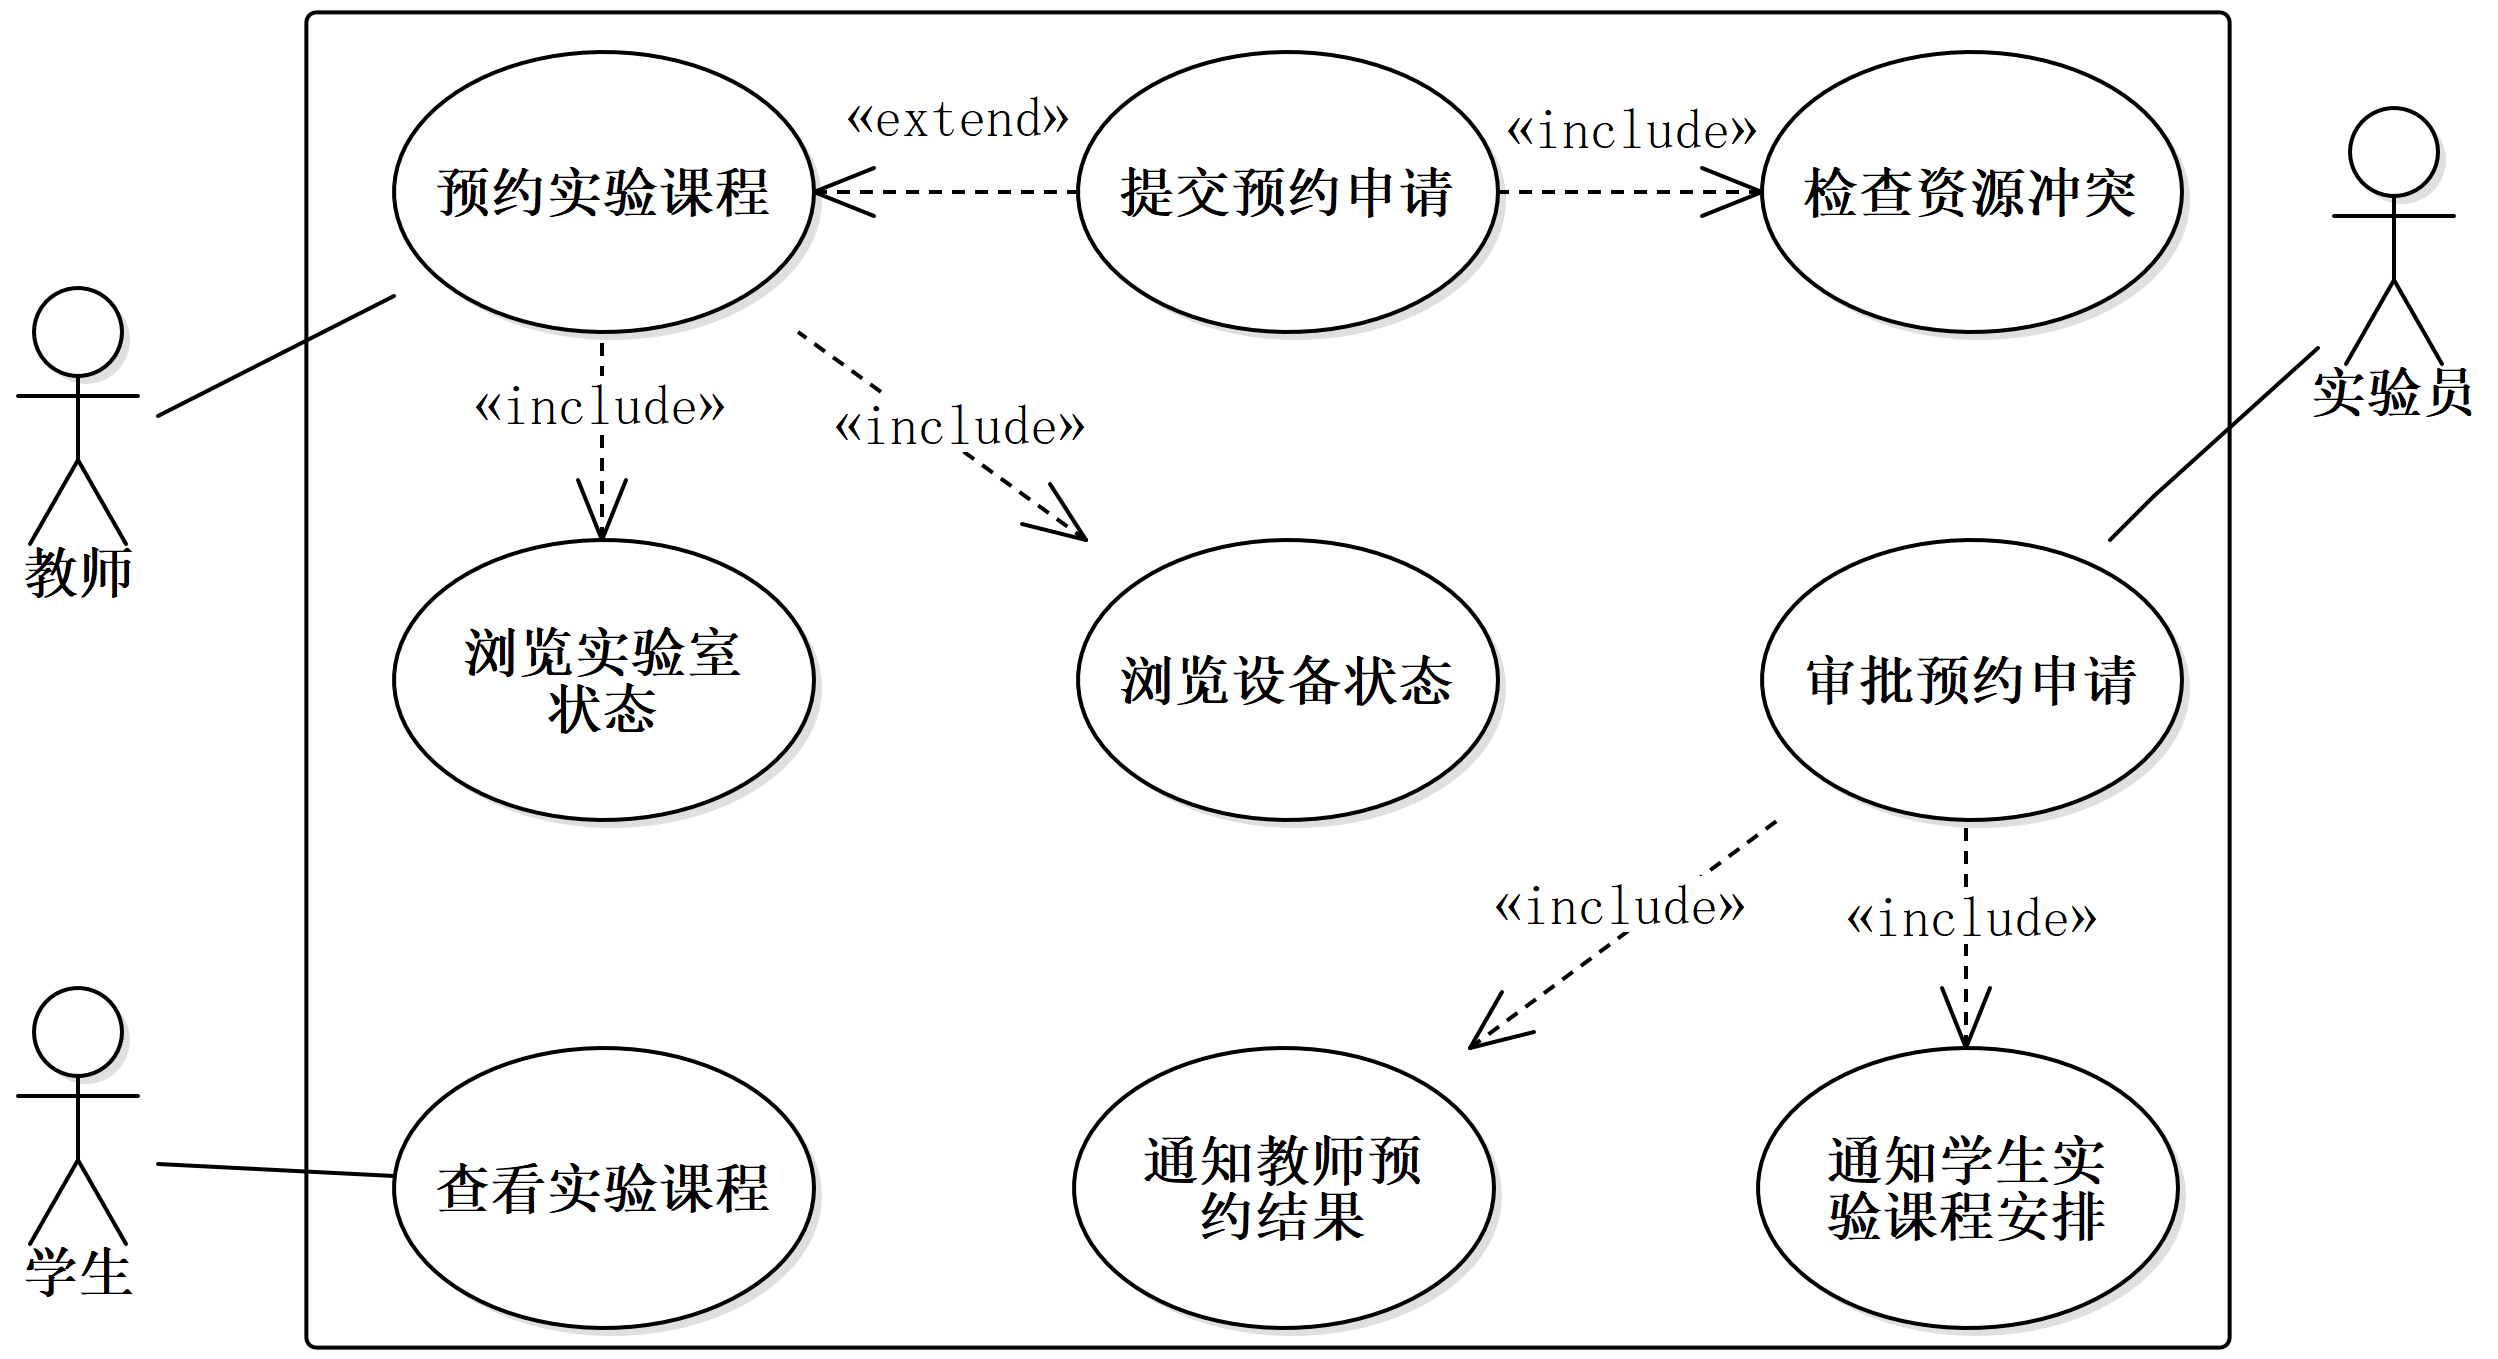 «extend»
«include»
预约实验课程
提交预约申请
检查资源冲突
实验员
«include»
«include»
教师
浏览实验室
状态
浏览设备状态
审批预约申请
«include»
«include»
查看实验课程
通知教师预
约结果
通知学生实
验课程安排
学生